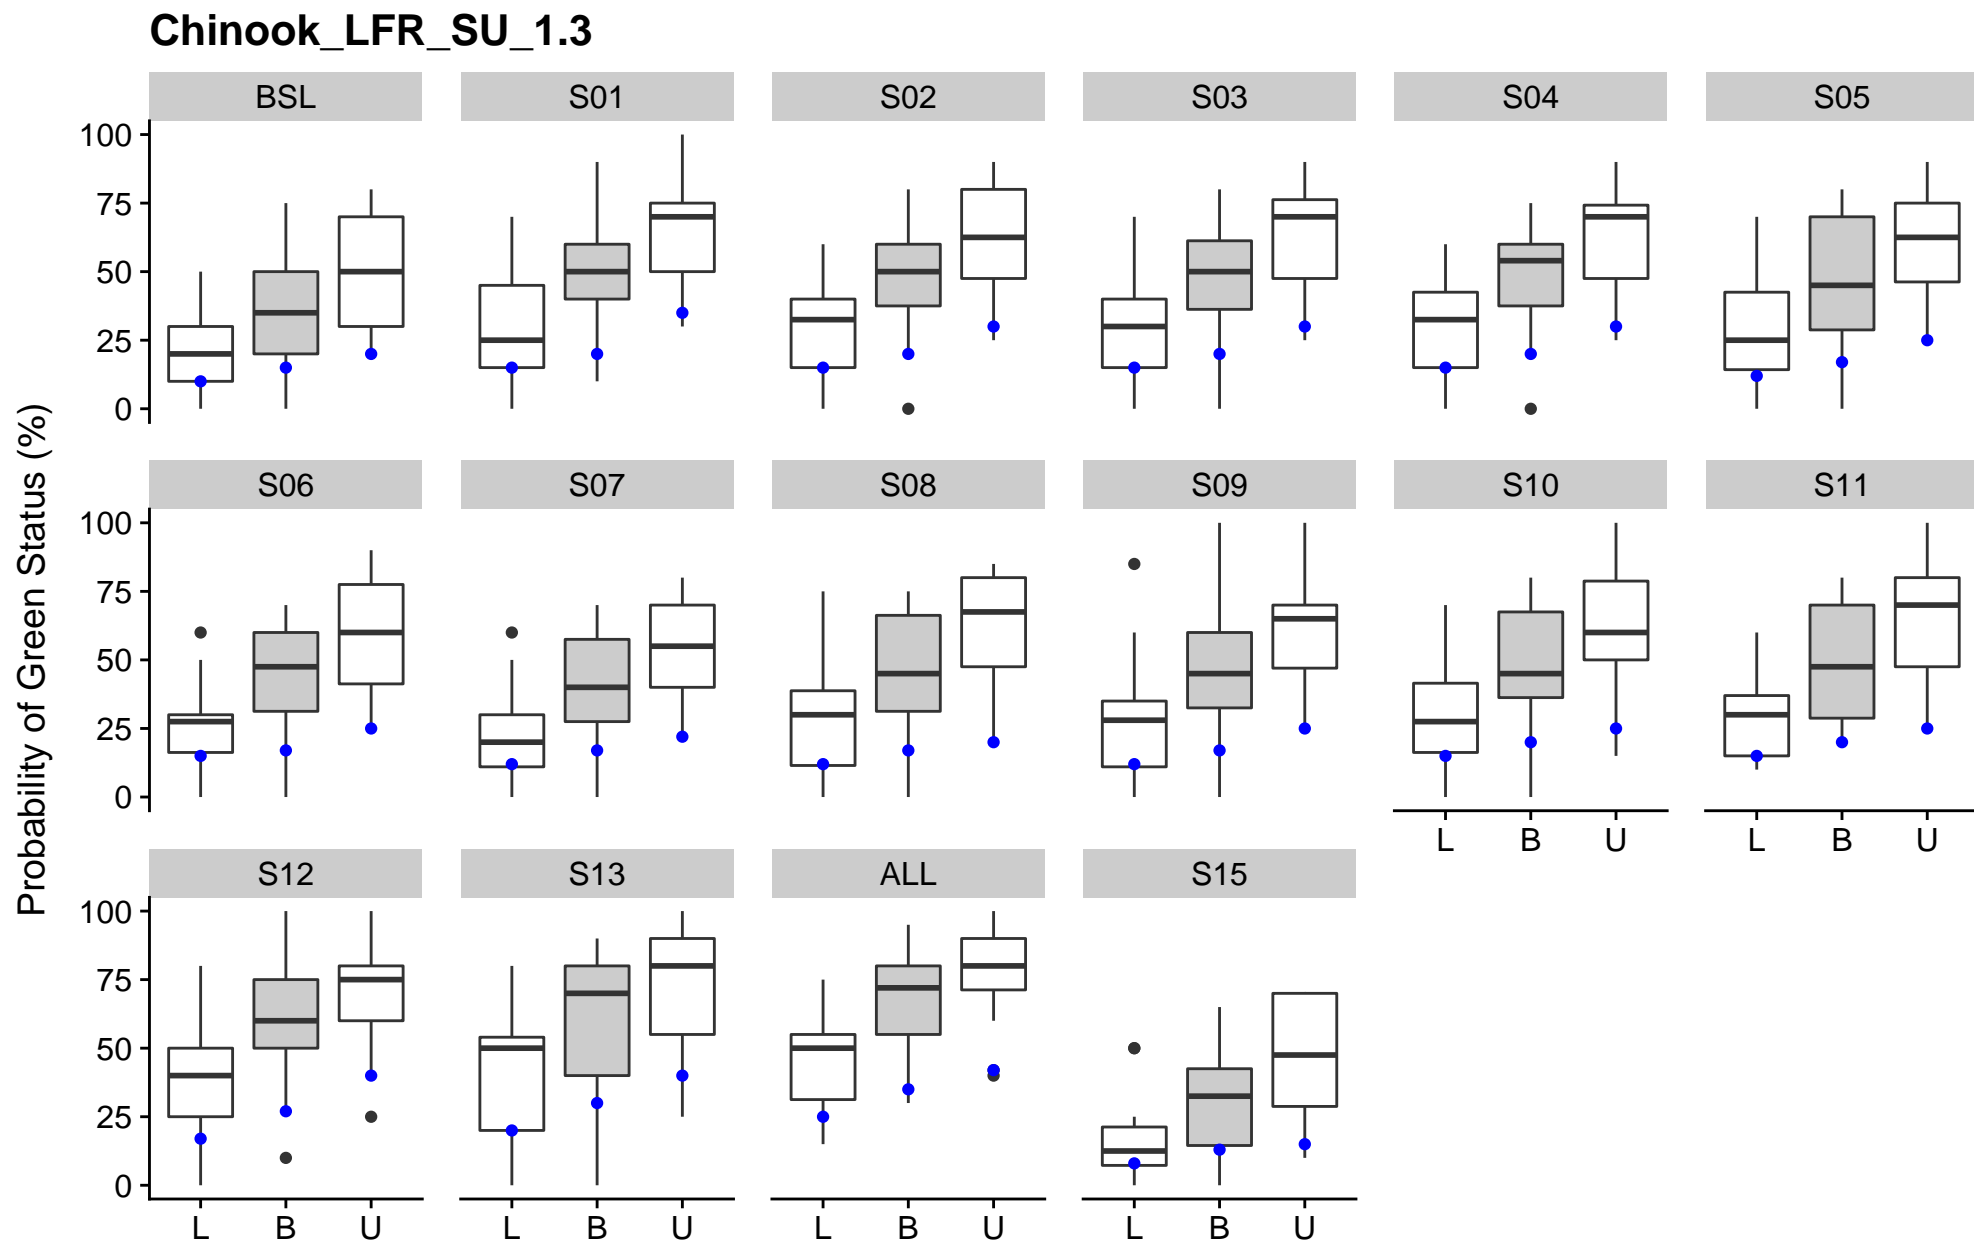 Chinook_LFR_SU_1.3
BSL S01 S02 S03 S04 S05
100
75
50
25
0
Probability of Green Status (%)
S06 S07 S08 S09 S10 S11
100
75
50
25
0
L B U L B U
S12 S13 ALL S15
100
75
50
25
0
L B U L B U L B U L B U